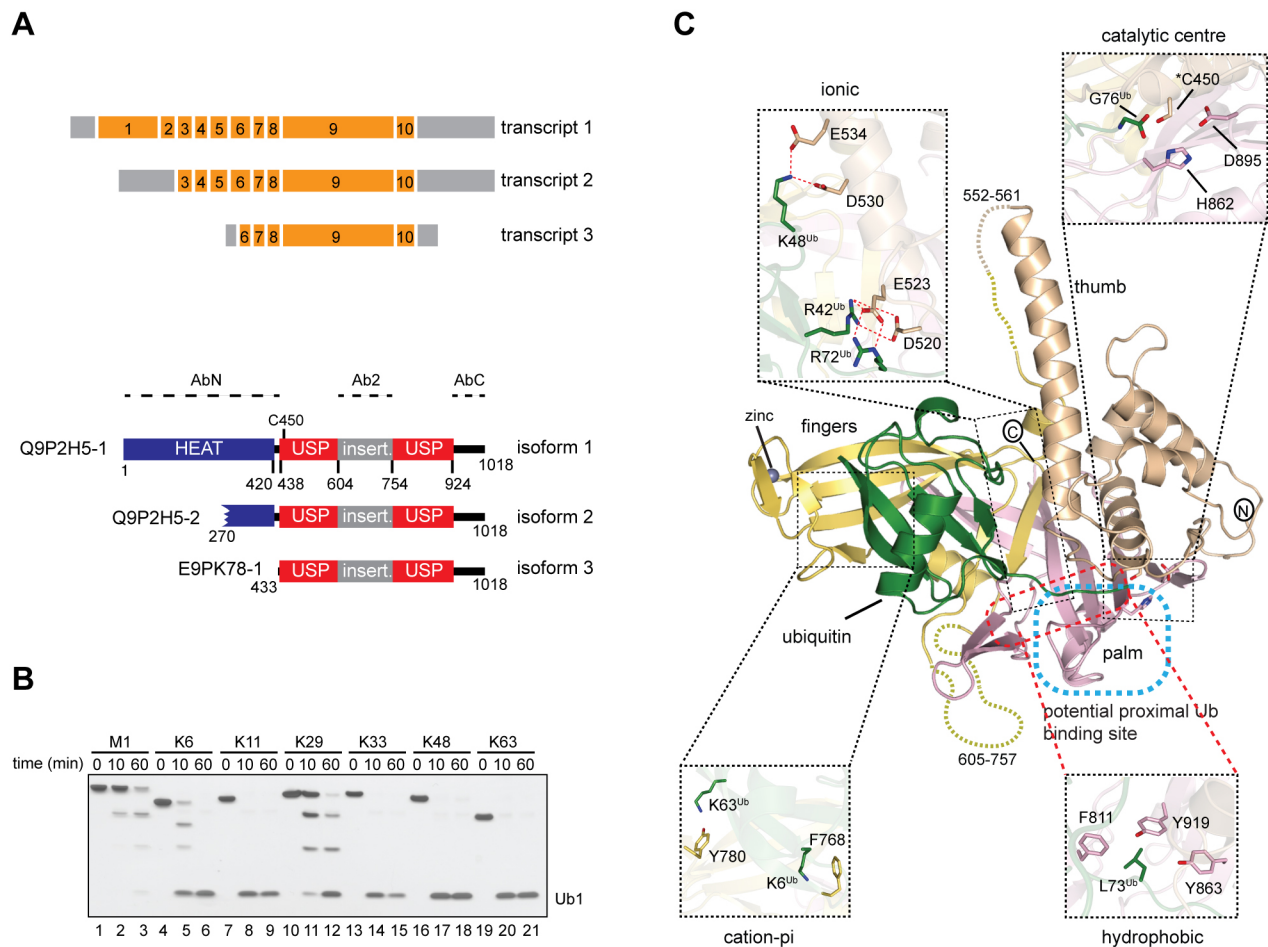 A
1 2 3 4 5 6 7 8 9 10 transcript 1
3 4 5 6 7 8 9 10 transcript 2
6 7 8 9 10 transcript 3
AbN Ab2 AbC
C450
Q9P2H5-1 HEAT USP insert. USP isoform 1
1 420 438 604 754 924 1018
Q9P2H5-2 USP insert. USP isoform 2
270 1018
E9PK78-1 USP insert. USP isoform 3
433 1018
B
M1 K6 K11 K29 K33 K48 K63
time (min) 0 10 60 0 10 60 0 10 60 0 10 60 0 10 60 0 10 60 0 10 60
Ub1
1 2 3 4 5 6 7 8 9 10 11 12 13 14 15 16 17 18 19 20 21
C
catalytic centre
*C450
G76Ub
D895
H862
ionic
E534
D530
K48Ub
E523
R42Ub
D520
R72Ub
552-561
thumb
zinc
fingers
C
N
ubiquitin
palm
potential proximal Ub
binding site
605-757
K63Ub
Y780
F768
K6Ub
cation-pi
F811
Y919
L73Ub
Y863
hydrophobic